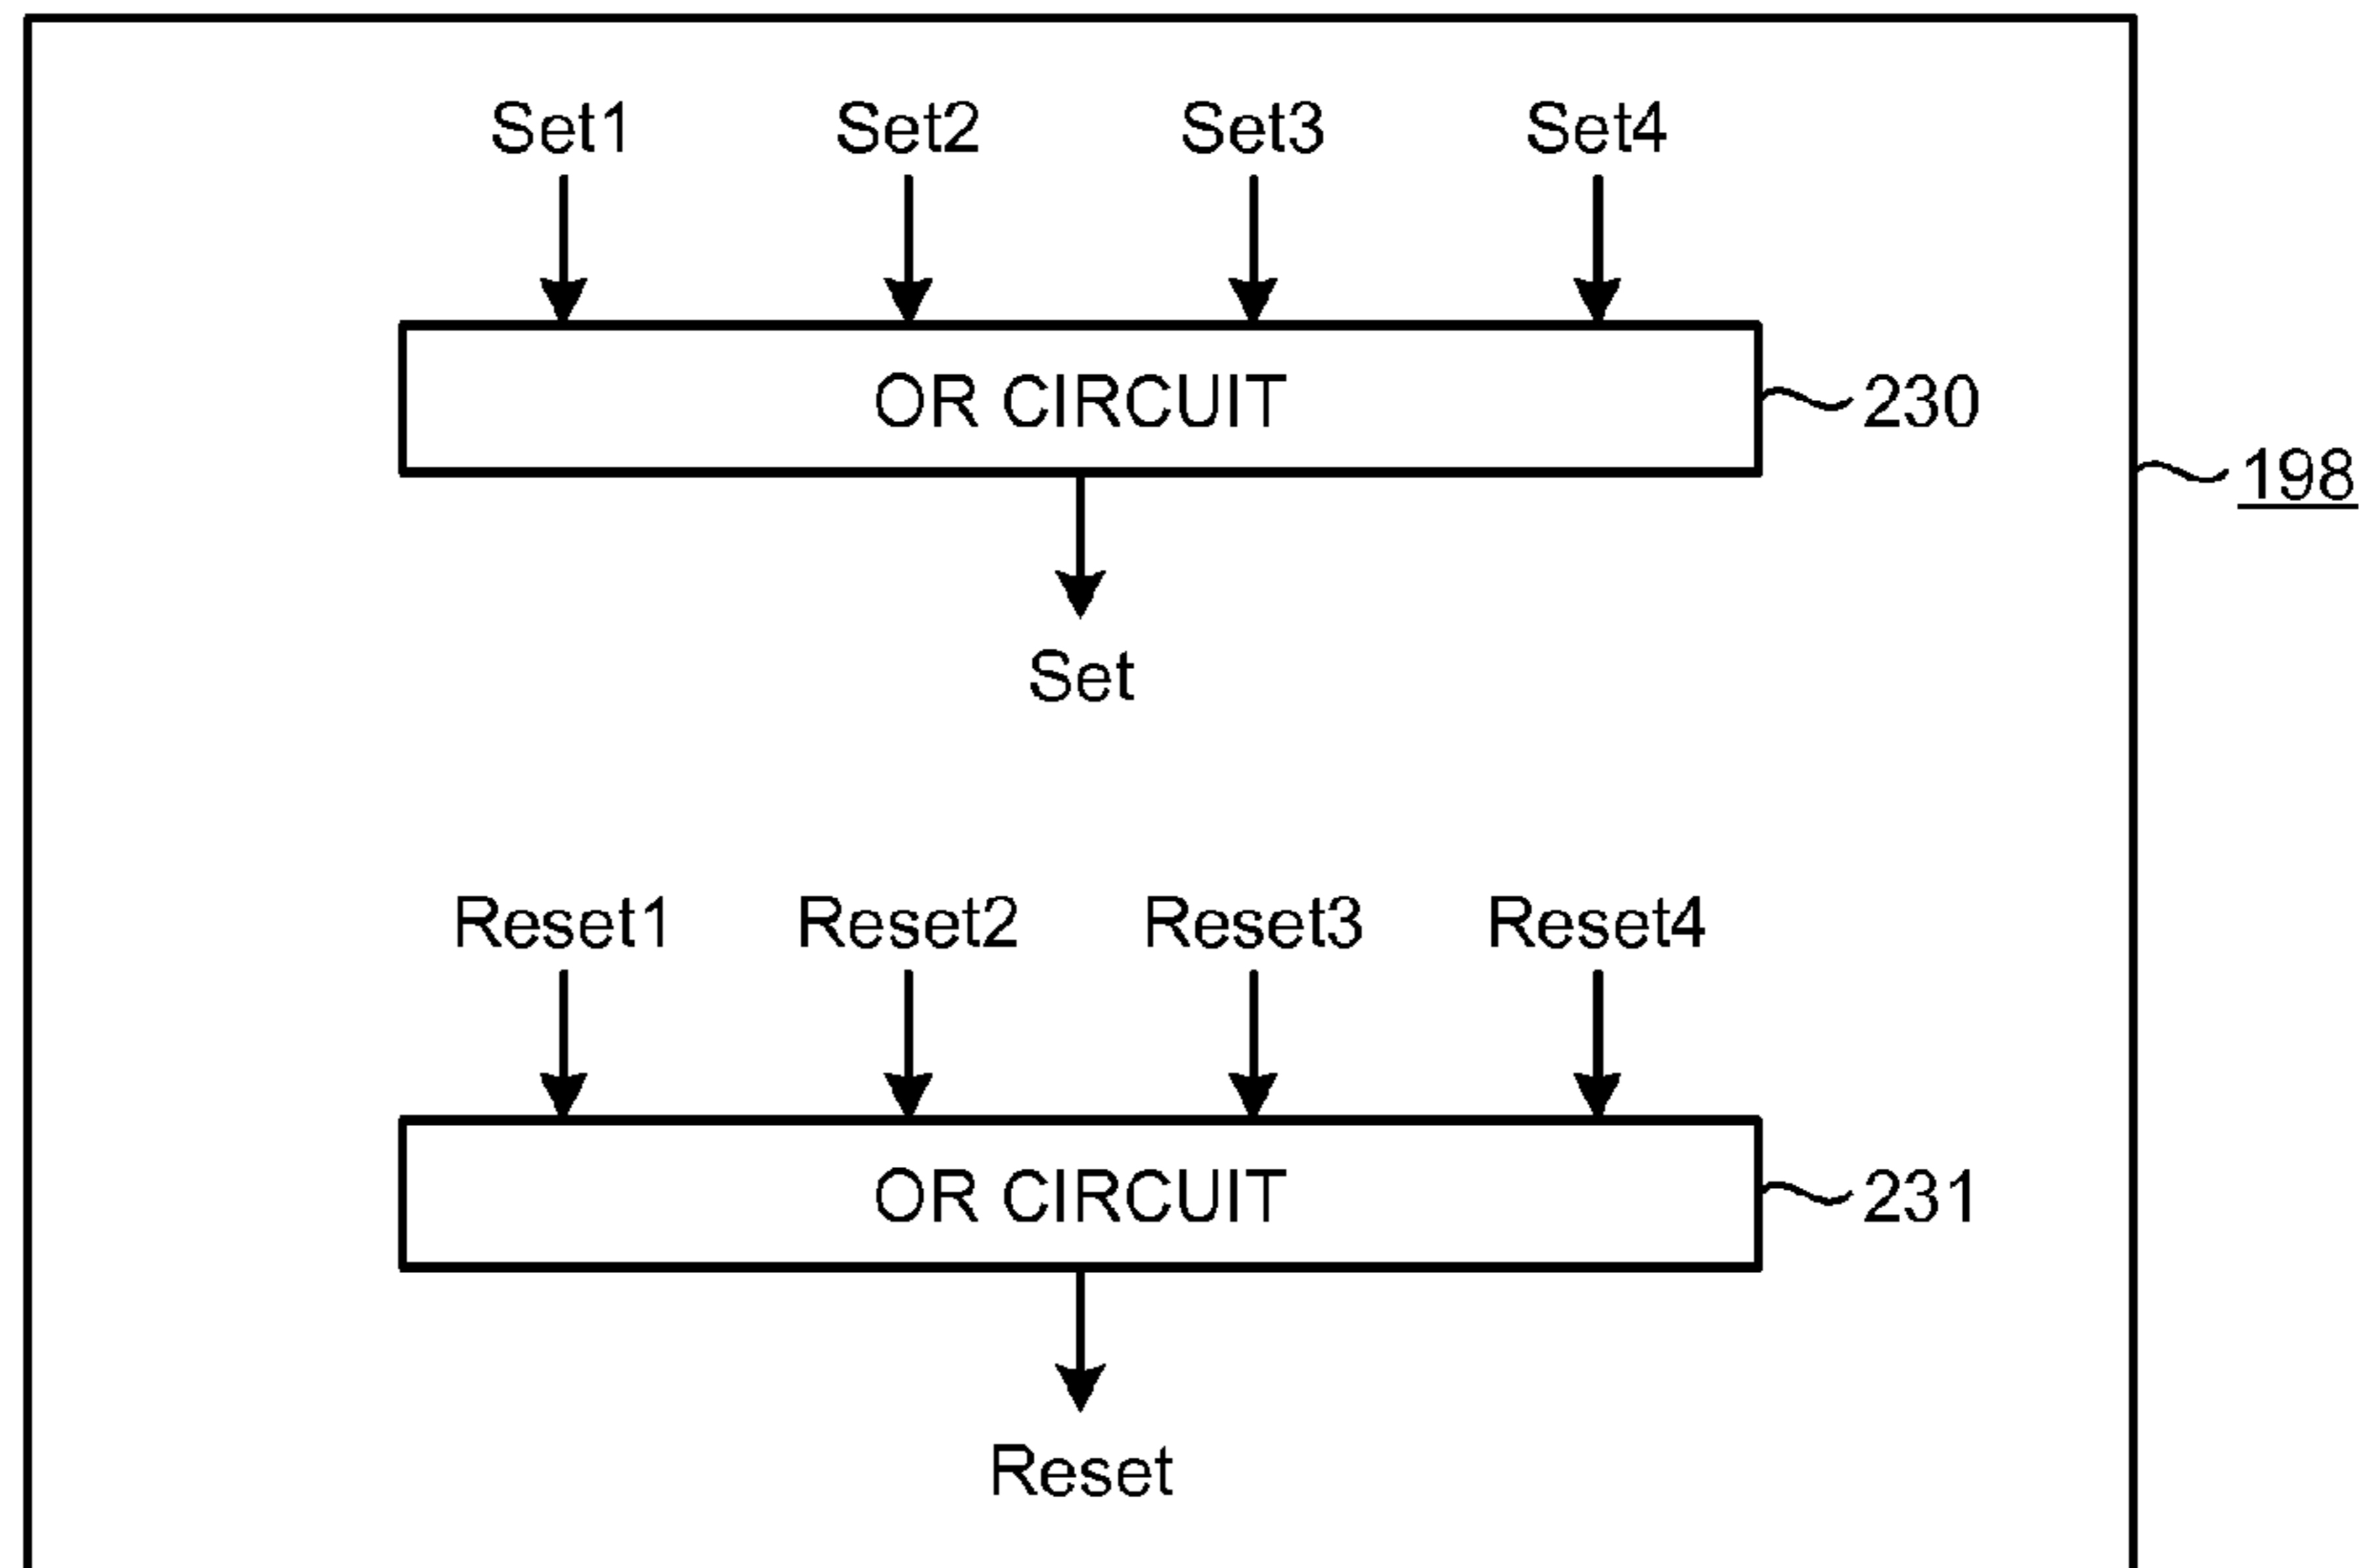 Set1 Set2 Set3 Set4
OR CIRCUIT 230
198
Set
Reset1 Reset2 Reset3 Reset4
OR CIRCUIT 231
Reset